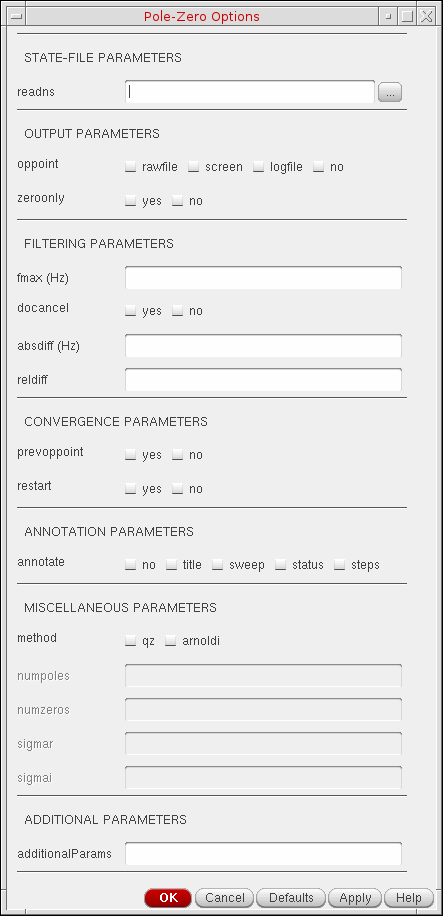 Pole-Zero Options
STATE-FILE PARAMETERS
readns ...
OUTPUT PARAMETERS
oppoint rawfile screen logfile no
zeroonly yes no
FILTERING PARAMETERS
fmax (Hz)
docancel yes no
absdiff (Hz)
reldiff
CONVERGENCE PARAMETERS
prevoppoint yes no
restart yes no
ANNOTATION PARAMETERS
annotate no title sweep status steps
MISCELLANEOUS PARAMETERS
method qz arnoldi
numpoles
numzeros
sigmar
sigmai
ADDITIONAL PARAMETERS
additionalParams
OK Cancel Defaults Apply Help